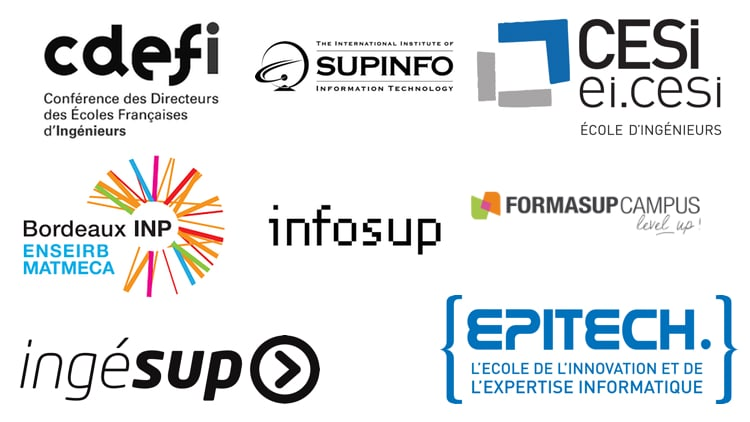 cdefi
Conférence des Directeurs
des Écoles Françaises
d'Ingénieurs
THE INTERNATIONAL INSTITUTE OF
SUPINFO
INFORMATION TECHNOLOGY
CESi
ei.cesi
ÉCOLE D'INGÉNIEURS
Bordeaux INP
ENSEIRB
MATMECA
infosup
FORMASUP CAMPUS
level up !
ingésup
{EPITECH.}
L'ECOLE DE L'INNOVATION ET DE
L'EXPERTISE INFORMATIQUE